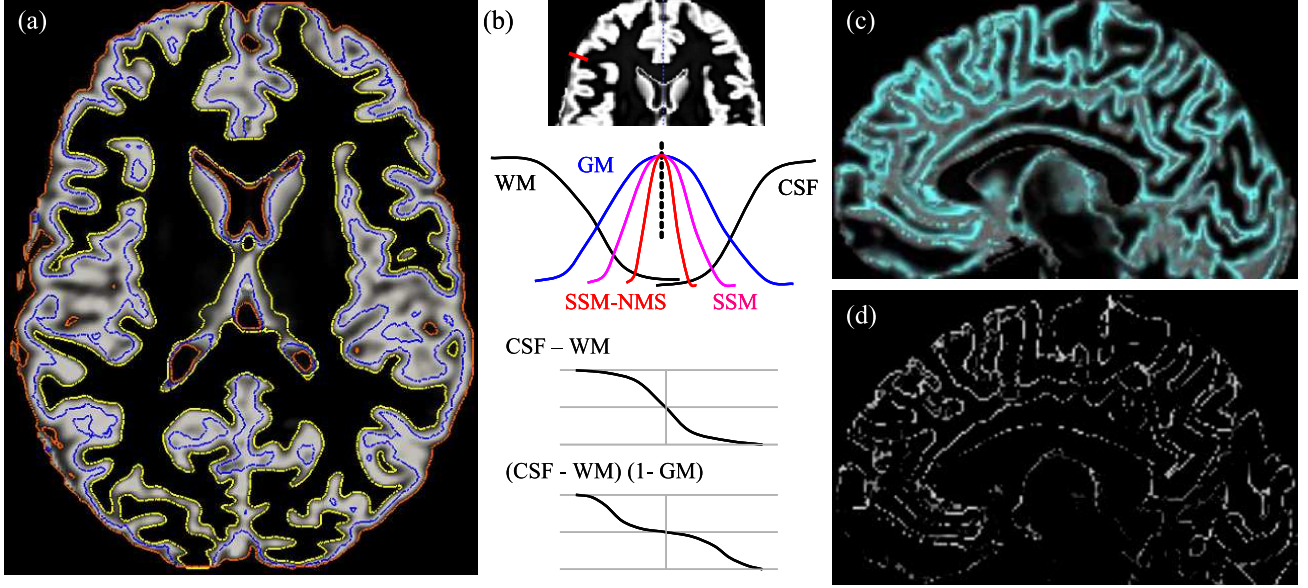 (a)
(b)
WM
GM
CSF
SSM-NMS
SSM
CSF – WM
(CSF - WM) (1- GM)
(c)
(d)